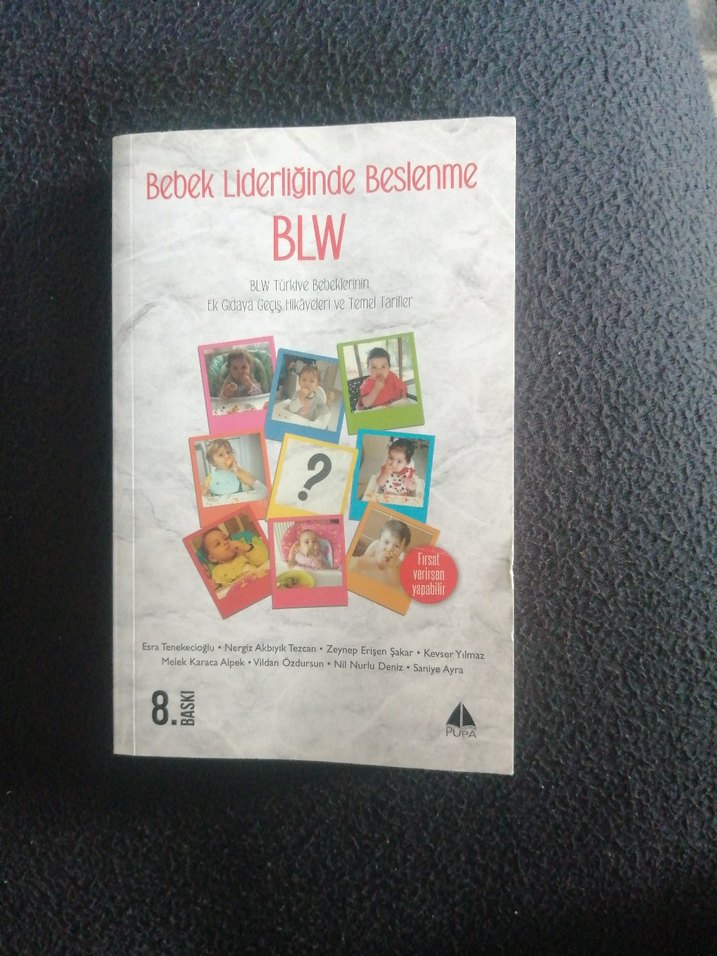 Bebek Liderliğinde Beslenme
BLW
BLW Türkiye Bebeklerinin
Ek Gıdaya Geçiş Hikâyeleri ve Temel Tarifler
?
Fırsat
verirsen
yapabilir
Esra Tenekecioğlu • Nergiz Akbıyık Tezcan • Zeynep Erişen Şakar • Kevser Yılmaz
Melek Karaca Alpek • Vildan Özdursun • Nil Nurlu Deniz • Saniye Ayra
8. BASKI
PUPA